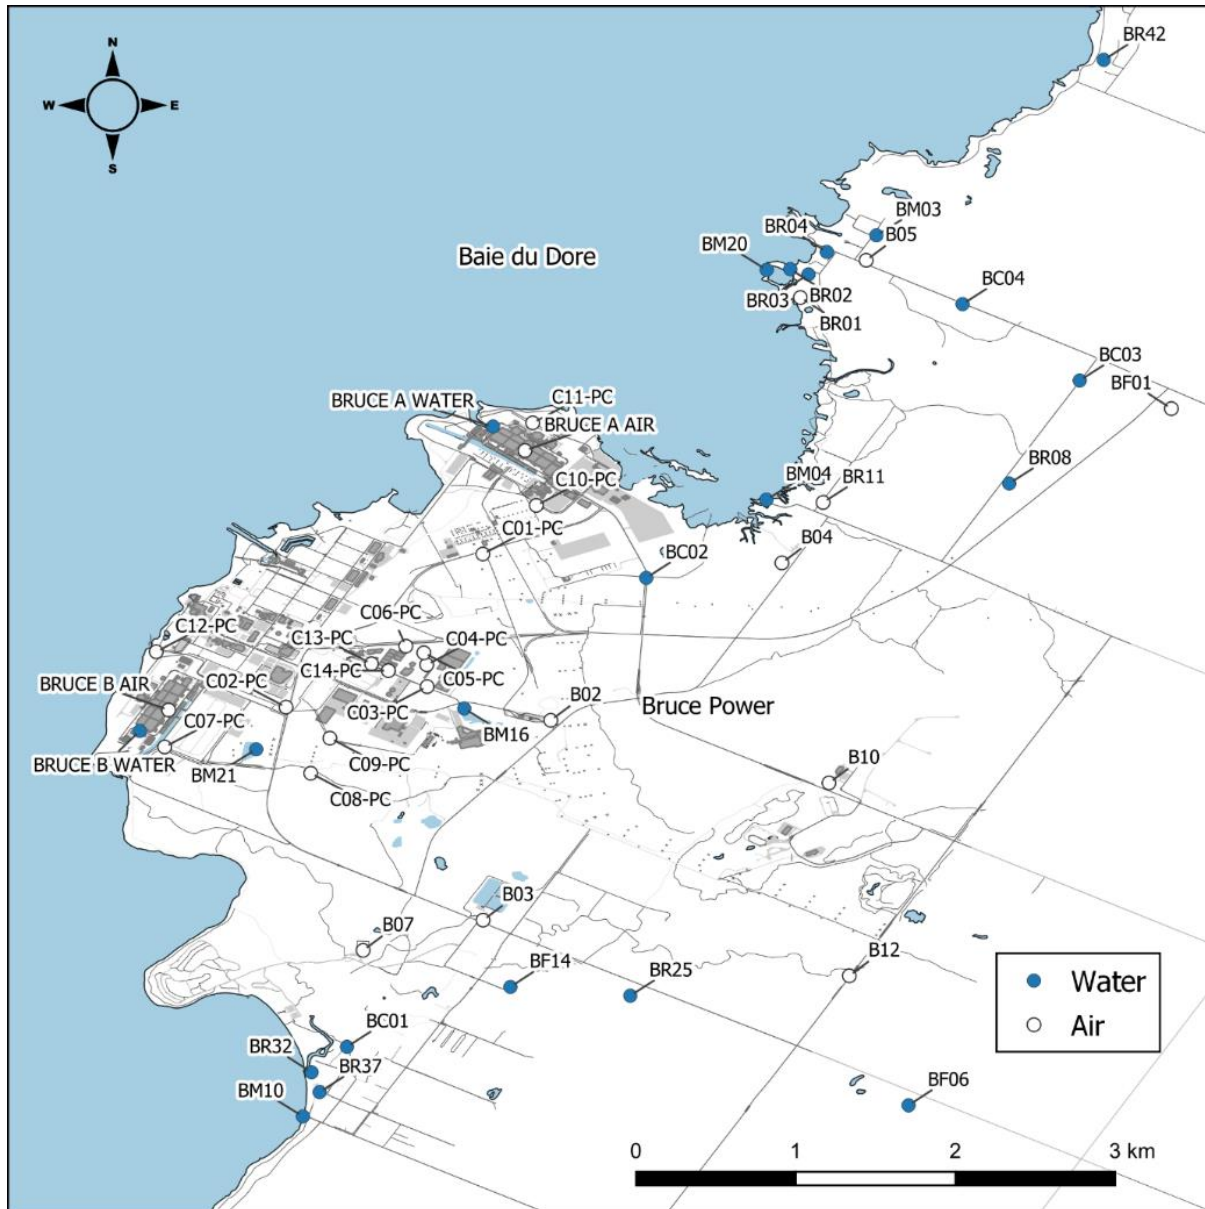 BR42
N
W
E
S
BM03
BR04
B05
BM20
Baie du Dore
BC04
BR03
BR02
BR01
BC03
BF01
BRUCE A WATER
C11-PC
BRUCE A AIR
BR08
C10-PC
BM04
BR11
C01-PC
BC02
B04
C12-PC
C06-PC
C13-PC
C04-PC
C14-PC
BRUCE B AIR
C02-PC
C05-PC
C03-PC
B02
Bruce Power
C07-PC
BM16
BRUCE B WATER
BM21
C09-PC
B10
C08-PC
B03
B07
B12
BF14
BR25
Water
Air
BC01
BR32
BR37
BM10
BF06
0
1
2
3 km